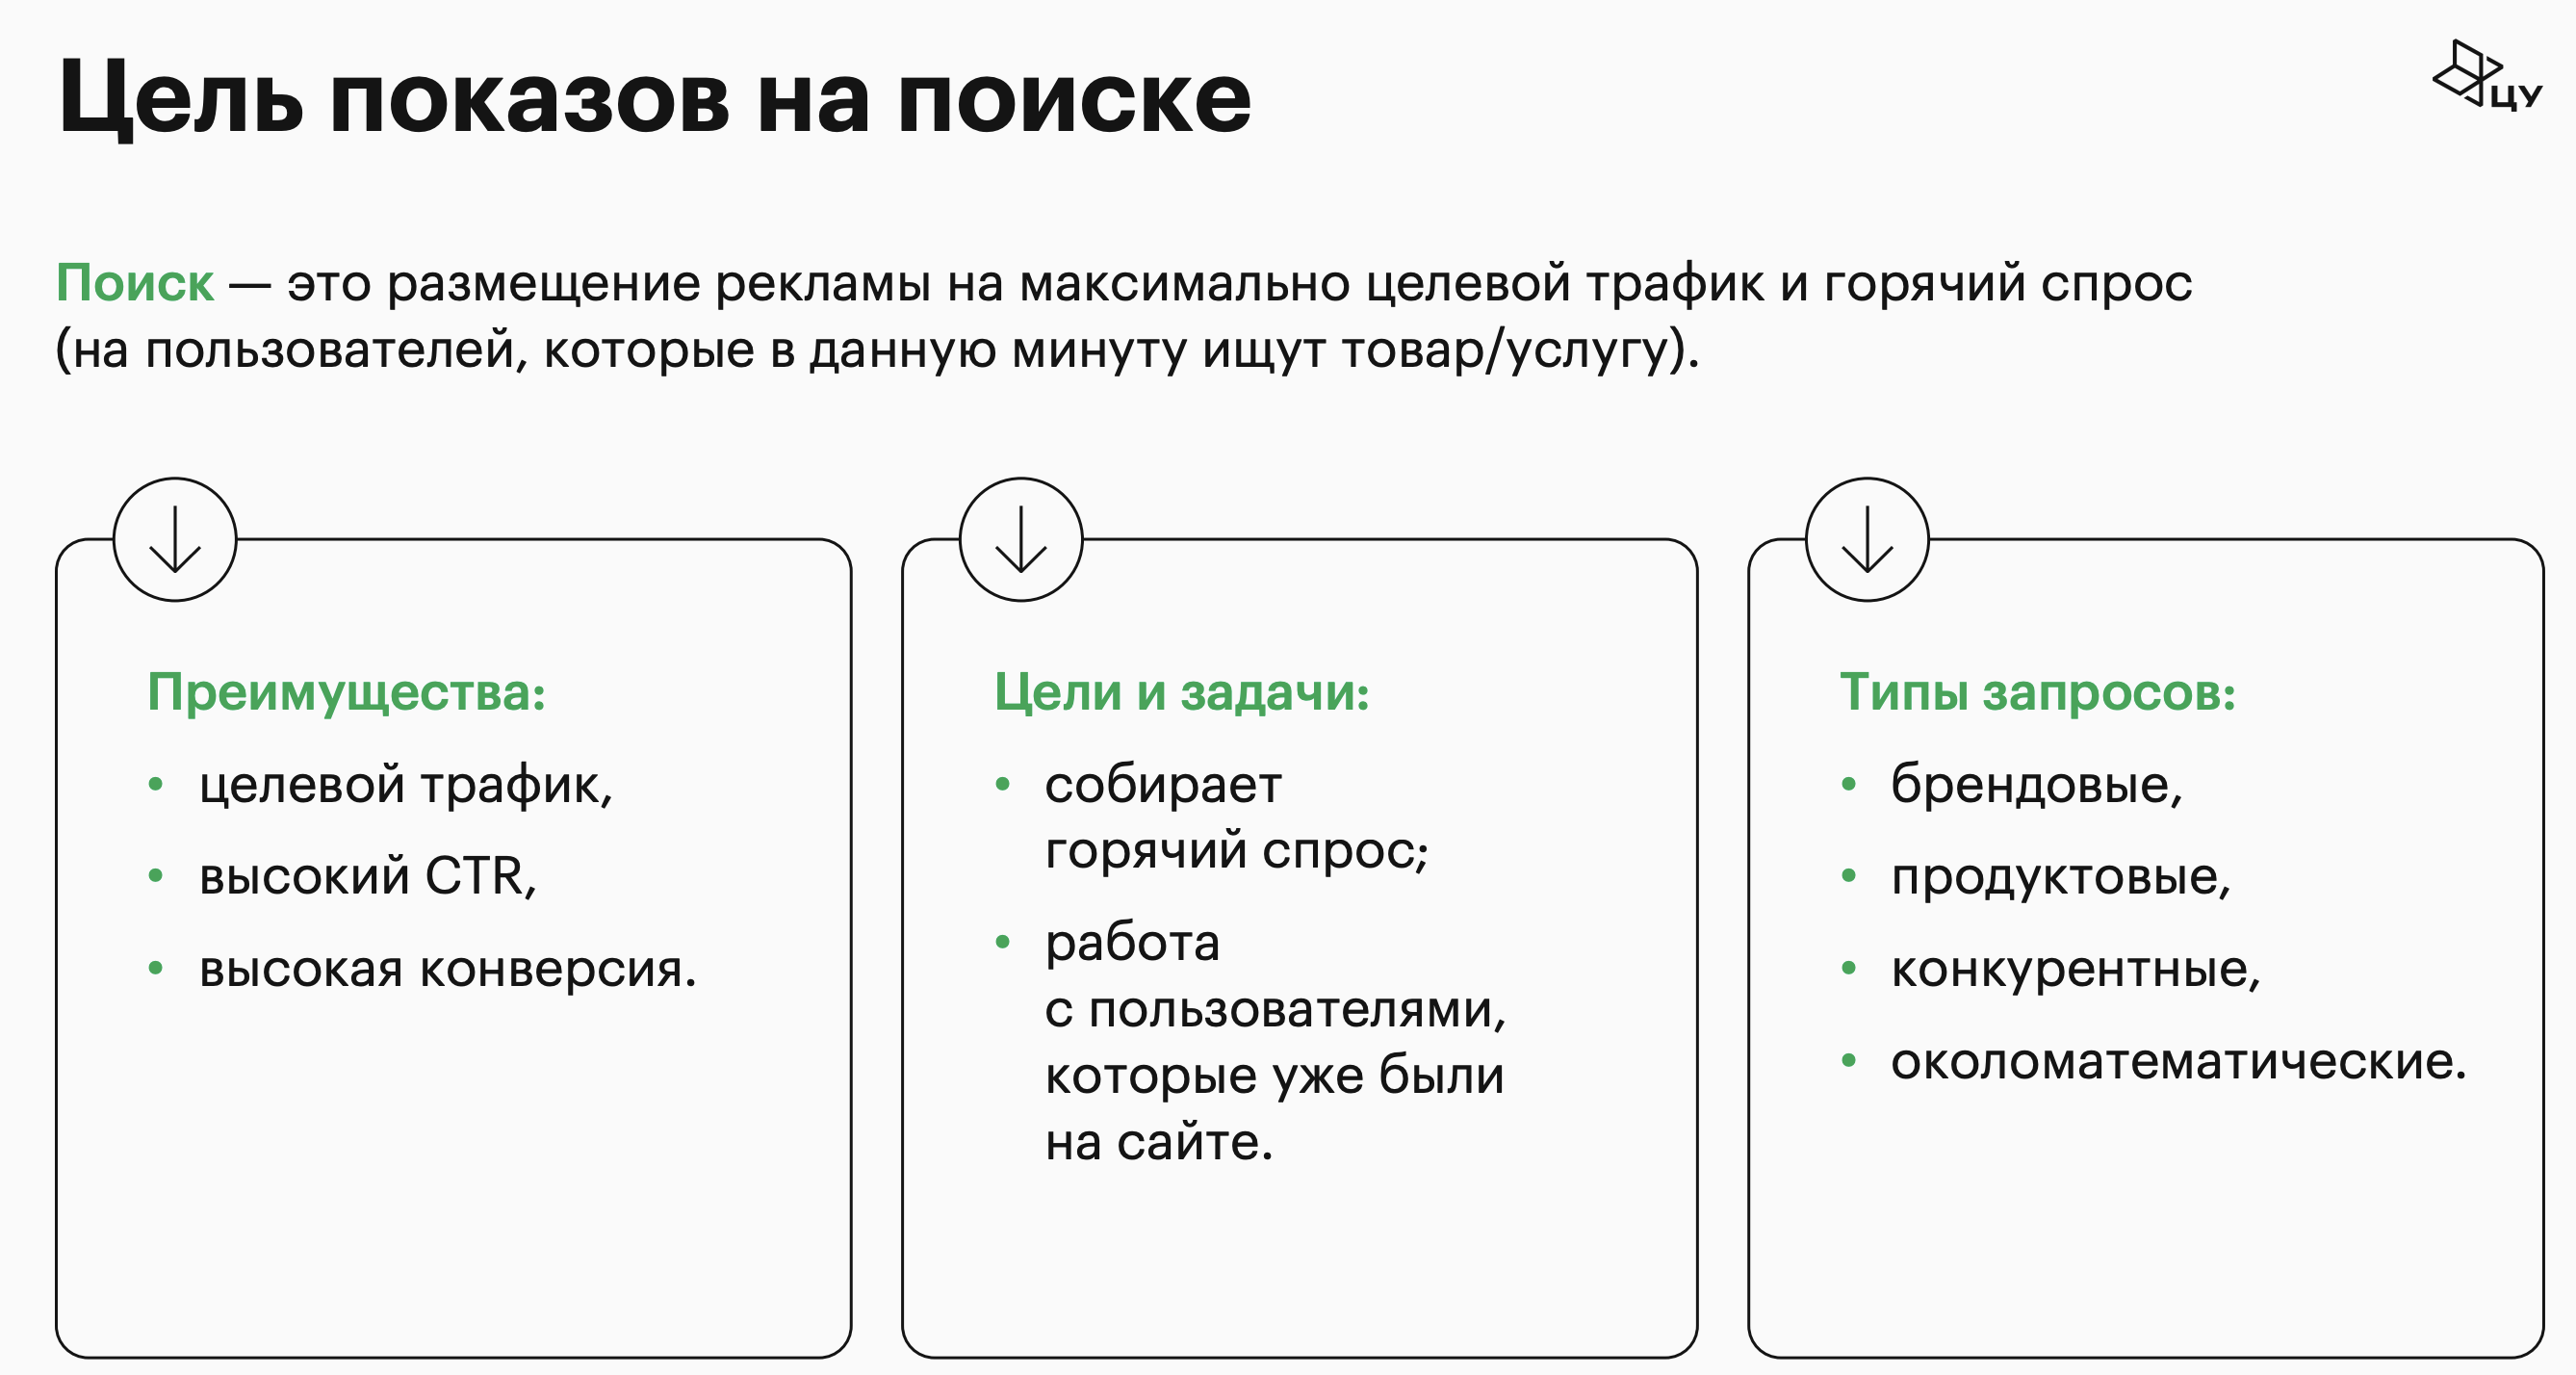 Цель показов на поиске
ЦУ
Поиск — это размещение рекламы на максимально целевой трафик и горячий спрос
(на пользователей, которые в данную минуту ищут товар/услугу).
Преимущества:
• целевой трафик,
• высокий CTR,
• высокая конверсия.
Цели и задачи:
• собирает
горячий спрос;
• работа
с пользователями,
которые уже были
на сайте.
Типы запросов:
• брендовые,
• продуктовые,
• конкурентные,
• околоматематические.